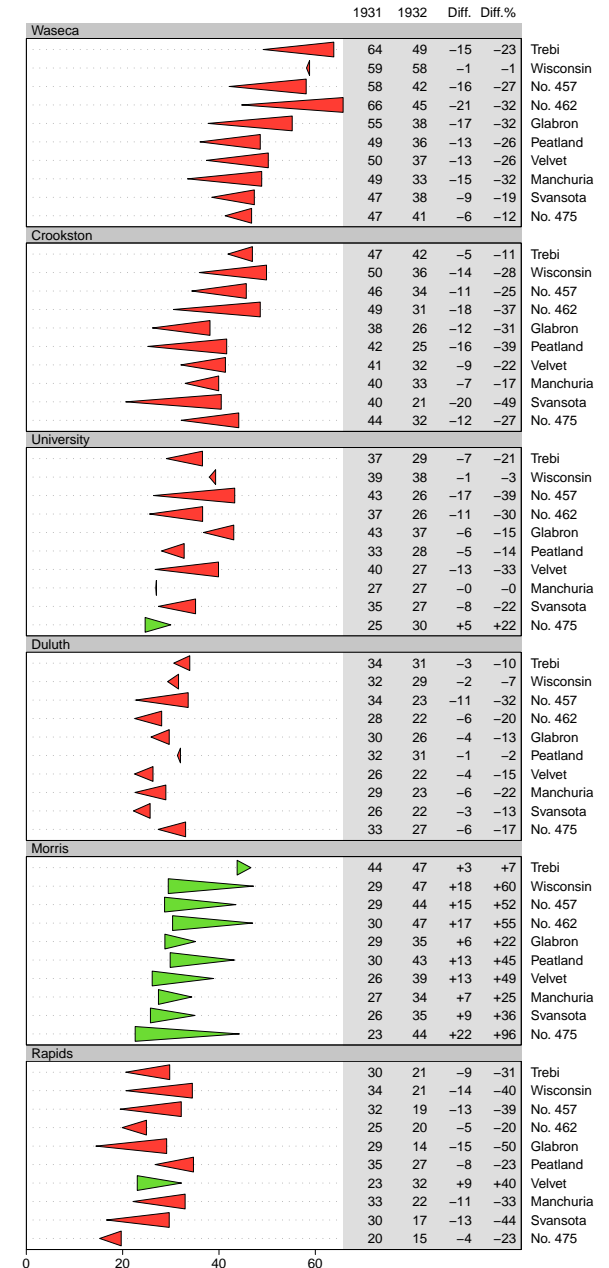 1931 1932 Diff. Diff.%
Waseca
64 49 −15 −23 Trebi
59 58 −1 −1 Wisconsin
58 42 −16 −27 No. 457
66 45 −21 −32 No. 462
55 38 −17 −32 Glabron
49 36 −13 −26 Peatland
50 37 −13 −26 Velvet
49 33 −15 −32 Manchuria
47 38 −9 −19 Svansota
47 41 −6 −12 No. 475
Crookston
47 42 −5 −11 Trebi
50 36 −14 −28 Wisconsin
46 34 −11 −25 No. 457
49 31 −18 −37 No. 462
38 26 −12 −31 Glabron
42 25 −16 −39 Peatland
41 32 −9 −22 Velvet
40 33 −7 −17 Manchuria
40 21 −20 −49 Svansota
44 32 −12 −27 No. 475
University
37 29 −7 −21 Trebi
39 38 −1 −3 Wisconsin
43 26 −17 −39 No. 457
37 26 −11 −30 No. 462
43 37 −6 −15 Glabron
33 28 −5 −14 Peatland
40 27 −13 −33 Velvet
27 27 −0 −0 Manchuria
35 27 −8 −22 Svansota
25 30 +5 +22 No. 475
Duluth
34 31 −3 −10 Trebi
32 29 −2 −7 Wisconsin
34 23 −11 −32 No. 457
28 22 −6 −20 No. 462
30 26 −4 −13 Glabron
32 31 −1 −2 Peatland
26 22 −4 −15 Velvet
29 23 −6 −22 Manchuria
26 22 −3 −13 Svansota
33 27 −6 −17 No. 475
Morris
44 47 +3 +7 Trebi
29 47 +18 +60 Wisconsin
29 44 +15 +52 No. 457
30 47 +17 +55 No. 462
29 35 +6 +22 Glabron
30 43 +13 +45 Peatland
26 39 +13 +49 Velvet
27 34 +7 +25 Manchuria
26 35 +9 +36 Svansota
23 44 +22 +96 No. 475
Rapids
30 21 −9 −31 Trebi
34 21 −14 −40 Wisconsin
32 19 −13 −39 No. 457
25 20 −5 −20 No. 462
29 14 −15 −50 Glabron
35 27 −8 −23 Peatland
23 32 +9 +40 Velvet
33 22 −11 −33 Manchuria
30 17 −13 −44 Svansota
20 15 −4 −23 No. 475
0 20 40 60